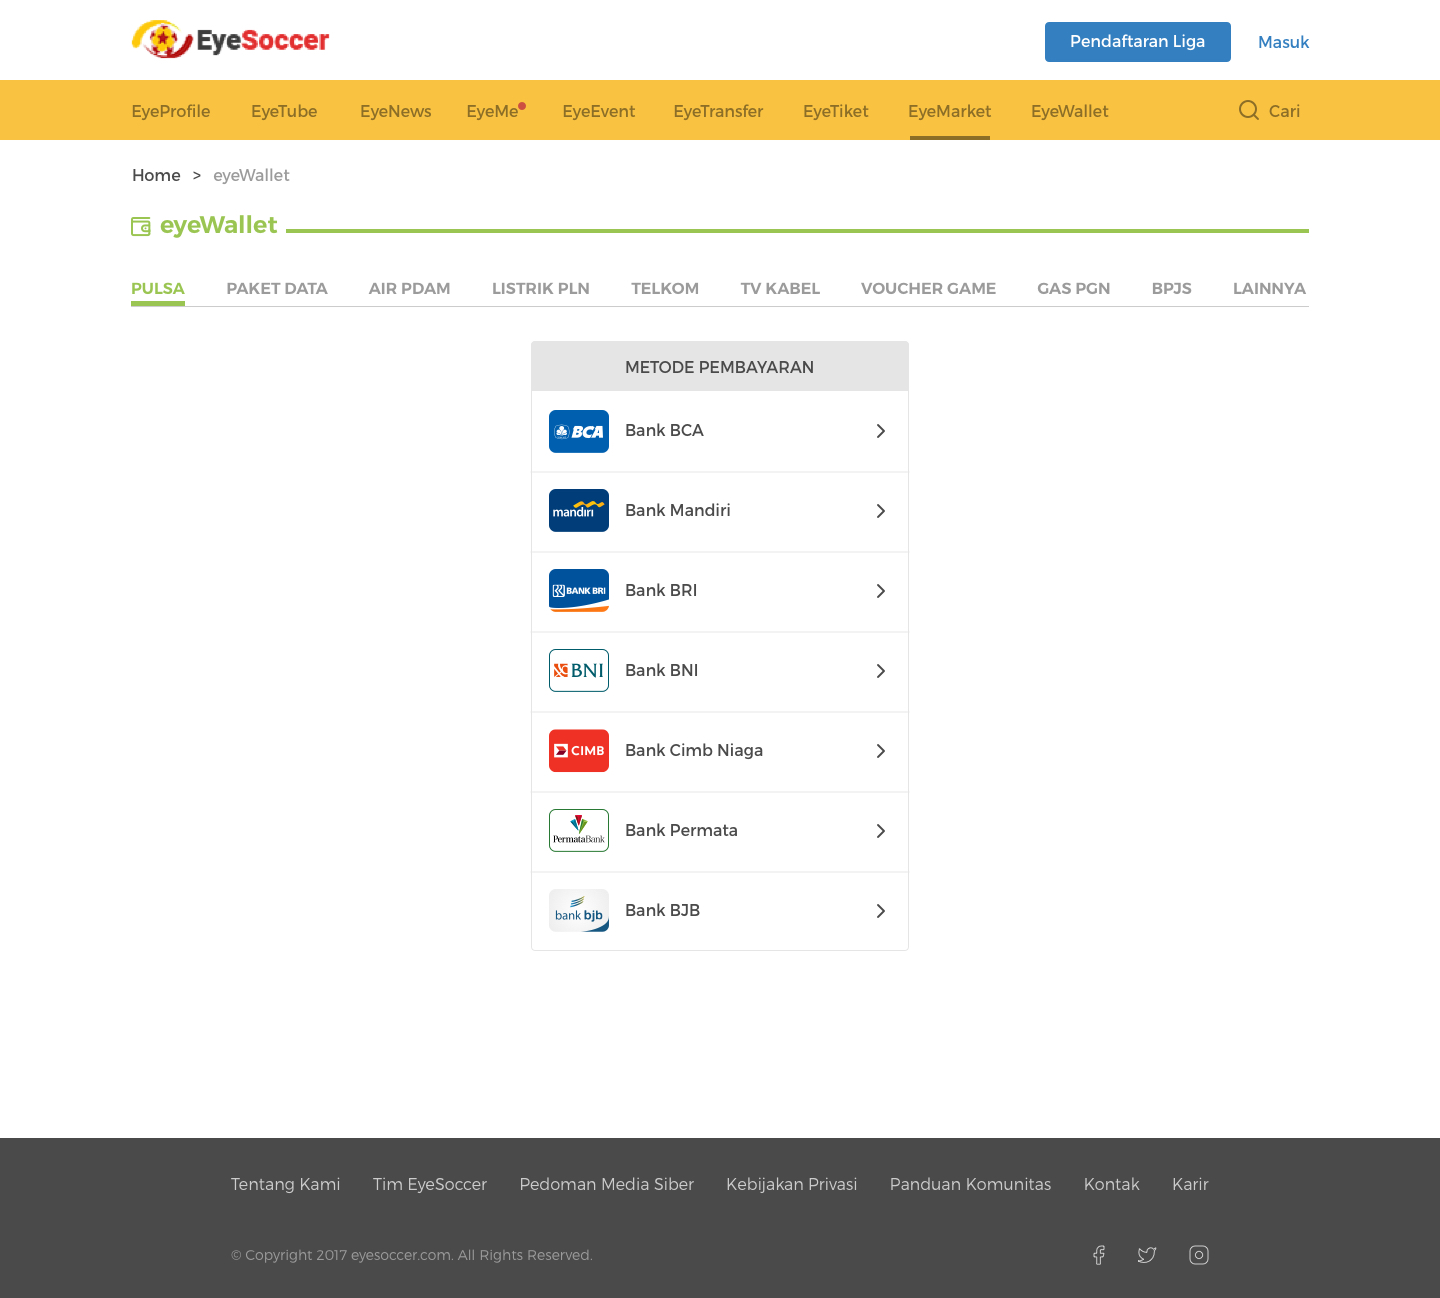 EyeSoccer
Pendaftaran Liga
Masuk
EyeProfile EyeTube EyeNews EyeMe EyeEvent EyeTransfer EyeTiket EyeMarket EyeWallet Cari
Home > eyeWallet
eyeWallet
PULSA PAKET DATA AIR PDAM LISTRIK PLN TELKOM TV KABEL VOUCHER GAME GAS PGN BPJS LAINNYA
METODE PEMBAYARAN
BCA Bank BCA
mandiri Bank Mandiri
BANK BRI Bank BRI
BNI Bank BNI
CIMB Bank Cimb Niaga
PermataBank Bank Permata
bank bjb Bank BJB
Tentang Kami Tim EyeSoccer Pedoman Media Siber Kebijakan Privasi Panduan Komunitas Kontak Karir
© Copyright 2017 eyesoccer.com. All Rights Reserved.